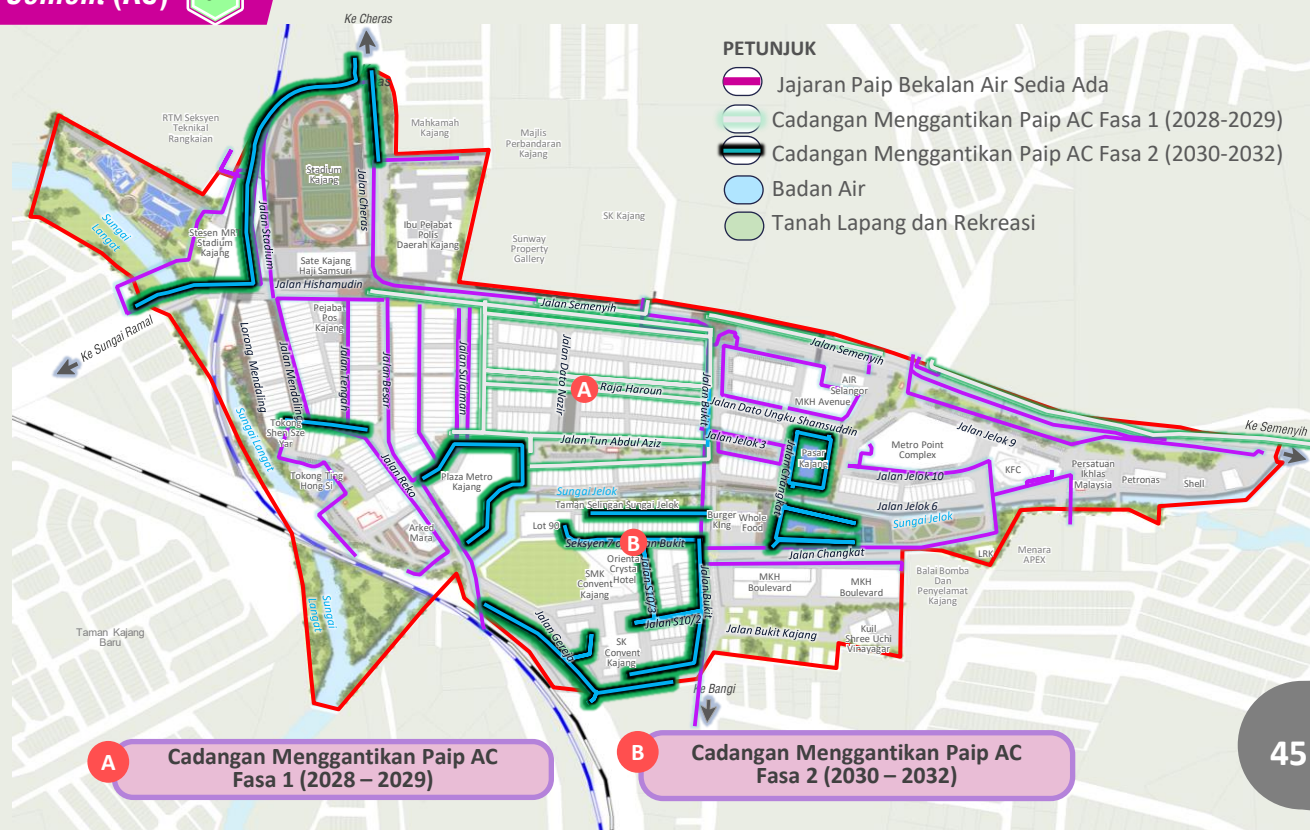 Cement (AC)
Ke Cheras
PETUNJUK
Jajaran Paip Bekalan Air Sedia Ada
Cadangan Menggantikan Paip AC Fasa 1 (2028-2029)
Cadangan Menggantikan Paip AC Fasa 2 (2030-2032)
Badan Air
Tanah Lapang dan Rekreasi
RTM Seksyen
Teknikal
Rangkaian
Mahkamah
Kajang
Majlis
Perbandaran
Kajang
Stadium
Kajang
Jalan Cheras
Jalan Stadium
Sungai
Langat
Stesen MRT
Stadium
Kajang
Ibu Pejabat
Polis
Daerah Kajang
SK Kajang
Sunway
Property
Gallery
Sate Kajang
Haji Samsuri
Jalan Hishamudin
Jalan Semenyih
Jalan Semenyih
Ke Sungai Ramal
Pejabat
Pos
Kajang
Lorong Mendaling
Jalan Mendaling
Jalan Tengah
Jalan Besar
Jalan Sulaiman
Jalan Dato Nazir
A
Raja Haroun
Jalan Bukit
AIR
Selangor
MKH Avenue
Jalan Dato Ungku Shamsuddin
Jalan Tun Abdul Aziz
Jalan Jelok 3
Jalan Jelok 9
Ke Semenyih
Tokong
Shen Sze
Yar
Sungai Langat
Tokong Ting
Hong Si
Jalan Reko
Plaza Metro
Kajang
Jalan Changkat
Pasar
Kajang
Metro Point
Complex
KFC
Jalan Jelok 10
Persatuan
Ikhlas
Malaysia
Petronas
Shell
Sungai Jelok
Taman Selingan Sungai Jelok
Jalan Jelok 6
Sungai Jelok
Arked
Mara
Lot 90
Burger
King
Whole
Food
B
Seksyen 7
Bukit
Jalan Changkat
Oriental
Crystal
Hotel
SMK
Convent
Kajang
Jalan S10/3
Jalan Bukit
Jalan S10/2
MKH
Boulevard
MKH
Boulevard
LRK
Menara
APEX
Balai Bomba
Dan
Penyelamat
Kajang
Jalan Gereja
SK
Convent
Kajang
Jalan Bukit Kajang
Kuil
Shree Uchi
Vinayagar
Sungai
Langat
Taman Kajang
Baru
Ke Bangi
A
Cadangan Menggantikan Paip AC
Fasa 1 (2028 – 2029)
B
Cadangan Menggantikan Paip AC
Fasa 2 (2030 – 2032)
45